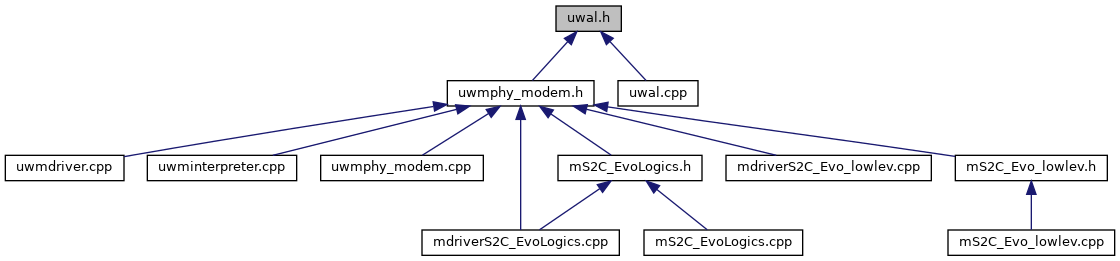 uwal.h
uwmphy_modem.h
uwal.cpp
uwmdriver.cpp
uwminterpreter.cpp
uwmphy_modem.cpp
mS2C_EvoLogics.h
mdriverS2C_Evo_lowlev.cpp
mS2C_Evo_lowlev.h
mdriverS2C_EvoLogics.cpp
mS2C_EvoLogics.cpp
mS2C_Evo_lowlev.cpp